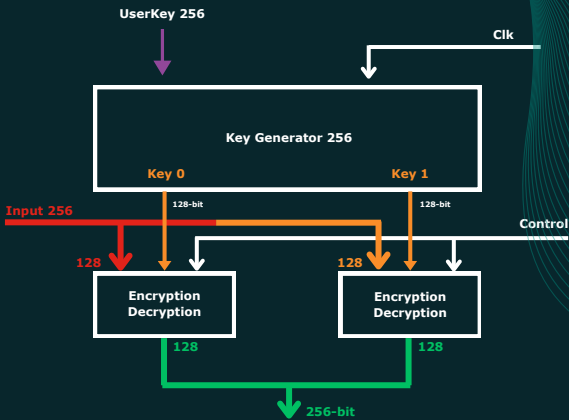 UserKey 256
Clk
Key Generator 256
Key 0
Key 1
128-bit
128-bit
Input 256
Control
128
128
Encryption
Decryption
Encryption
Decryption
128
128
256-bit